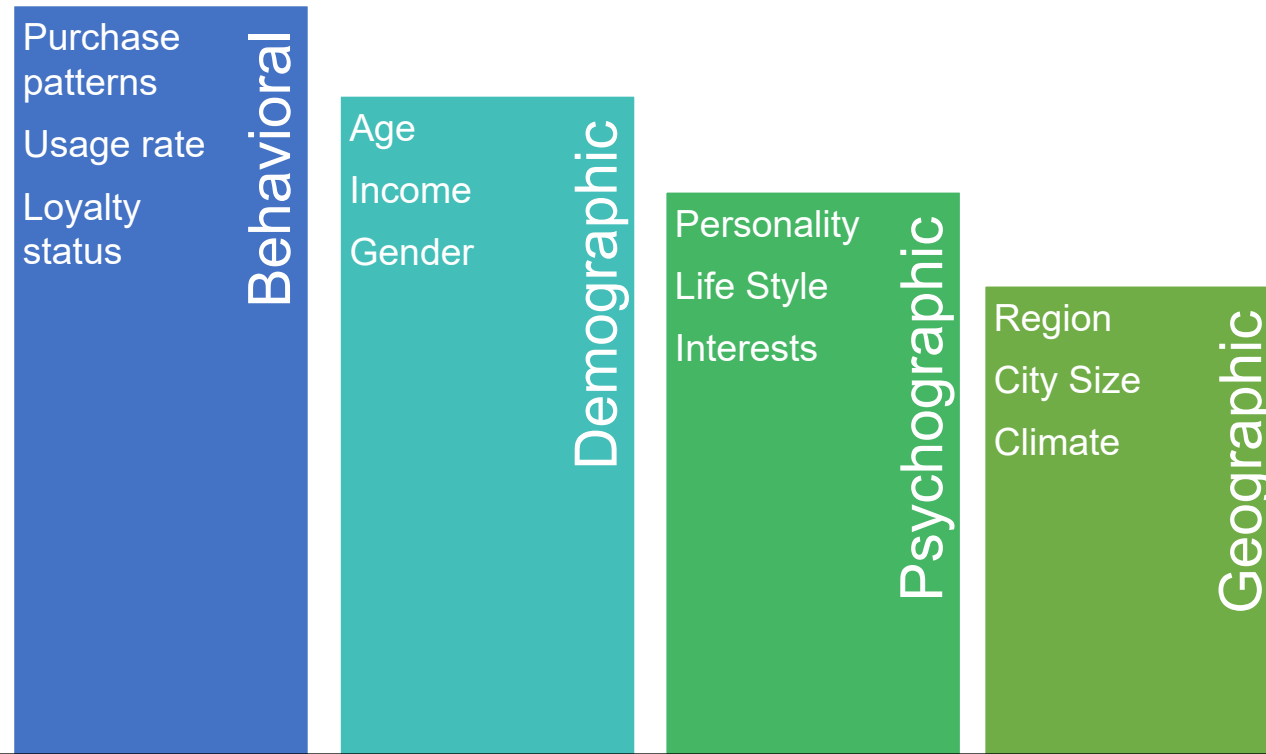 Purchase
patterns
Usage rate
Loyalty
status
Behavioral
Age
Income
Gender
Demographic
Personality
Life Style
Interests
Psychographic
Region
City Size
Climate
Geographic